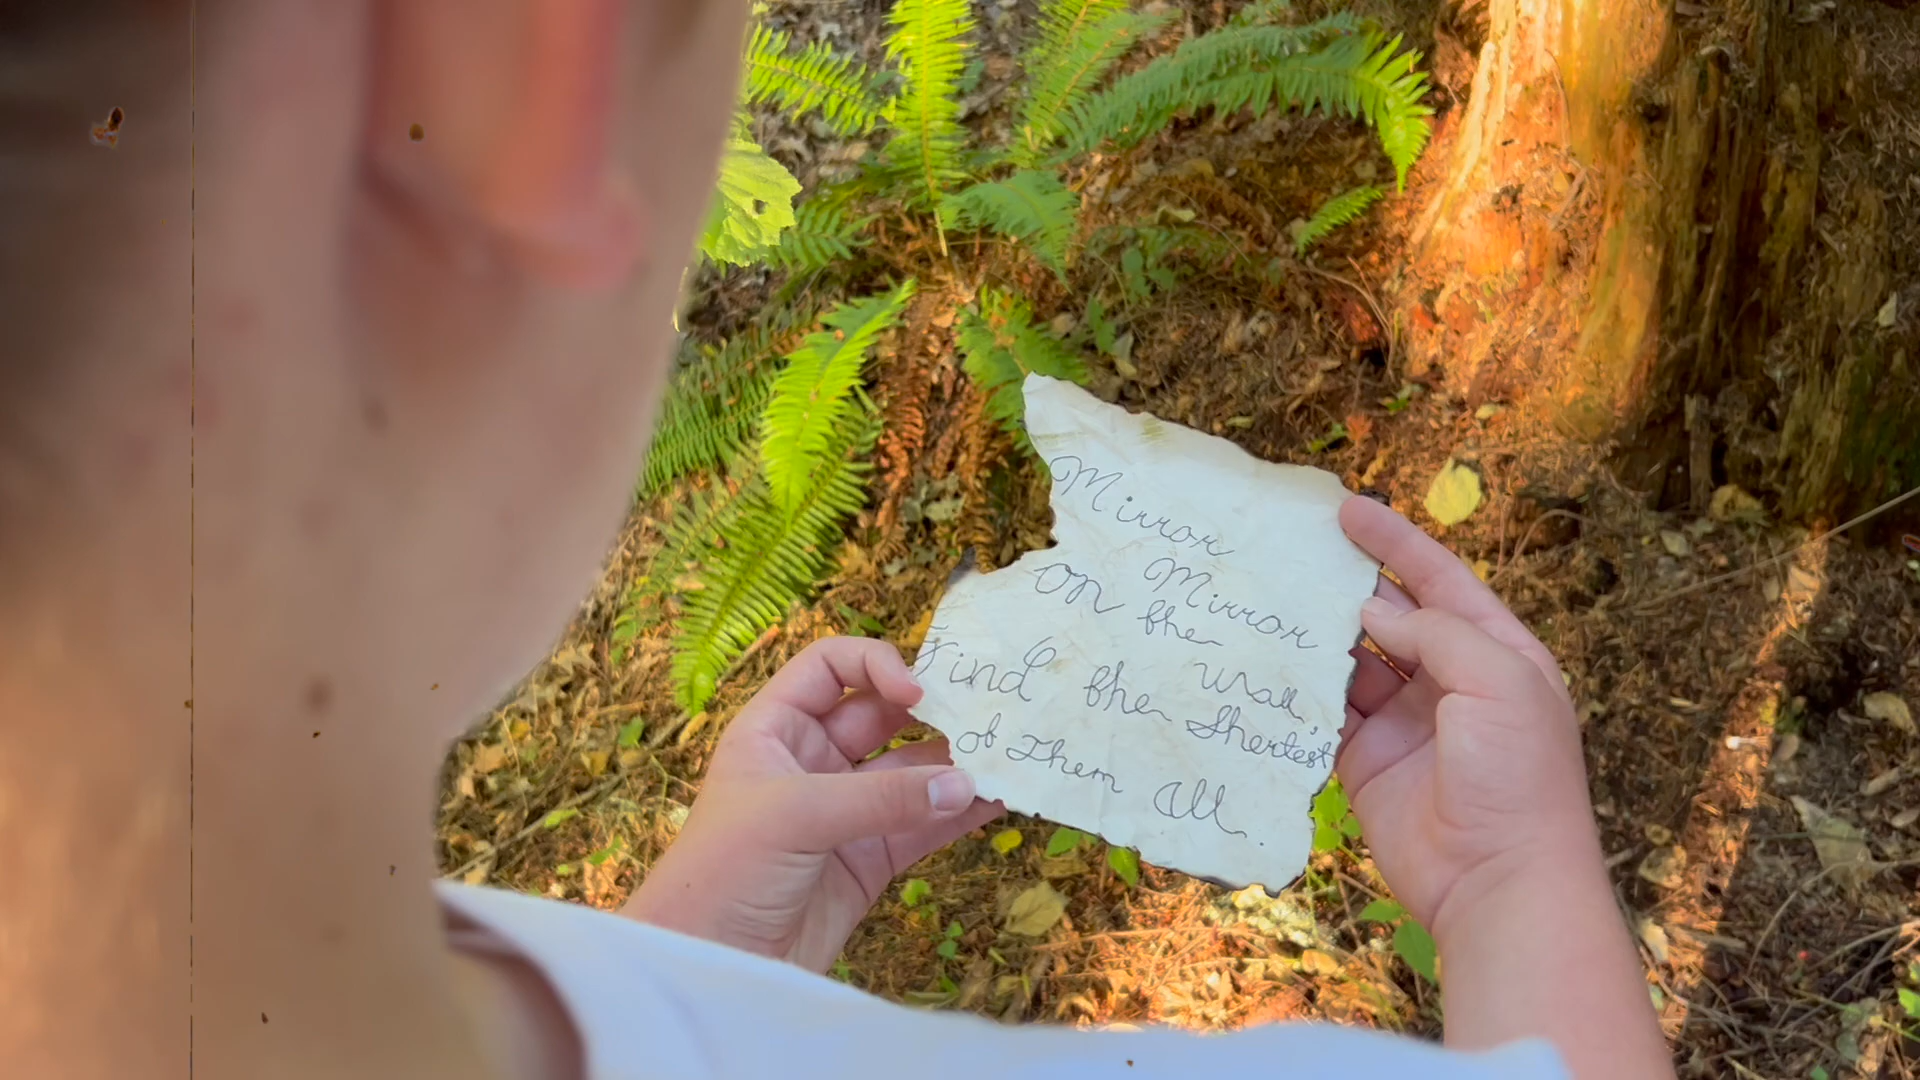 Mirror Mirror
on the Wall,
Find the Shortest
of Them All.